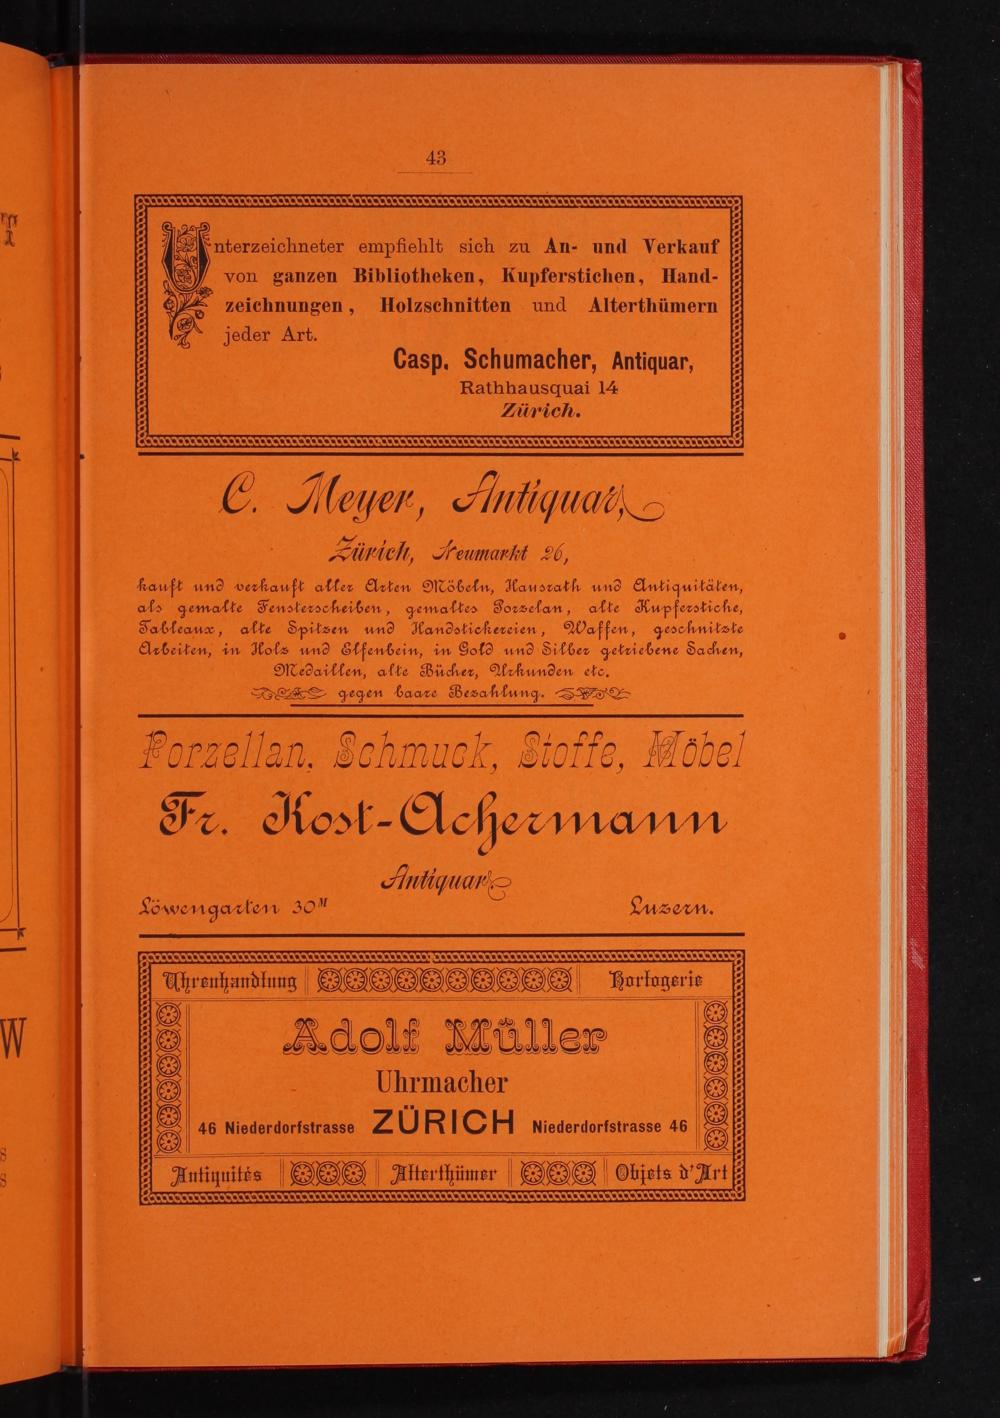 43
Unterzeichneter empfiehlt sich zu An- und Verkauf
von ganzen Bibliotheken, Kupferstichen, Hand-
zeichnungen, Holzschnitten und Alterthümern
jeder Art.
Casp. Schumacher, Antiquar,
Rathhausquai 14
Zürich.
C. Meyer, Antiquar,
Zürich, Neumarkt 26,
kauft und verkauft aller Arten Möbeln, Hausrath und Antiquitäten,
als gemalte Fensterscheiben, gemaltes Porzelan, alte Kupferstiche,
Tableaux, alte Spitzen und Handstickereien, Waffen, geschnitzte
Arbeiten, in Holz und Elfenbein, in Gold und Silber getriebene Sachen,
Medaillen, alte Bücher, Urkunden etc.
gegen baare Bezahlung.
Porzellan, Schmuck, Stoffe, Möbel
Fr. Kost-Achermann
Antiquar
Löwengarten 30M Luzern.
Uhrenhandlung Horlogerie
Adolf Müller
Uhrmacher
46 Niederdorfstrasse ZÜRICH Niederdorfstrasse 46
Antiquités Alterthümer Objets d'Art